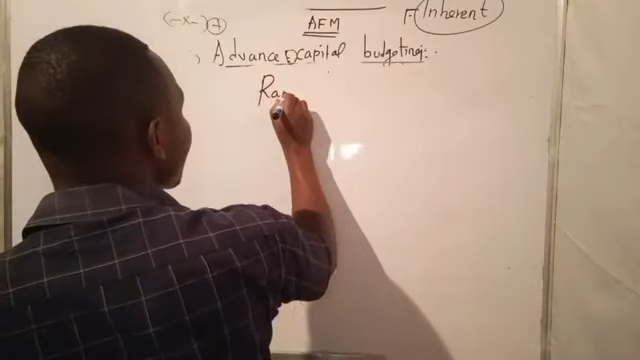 (-x-) +
AFM
Inherent
Advance capital budgeting:.
Ra